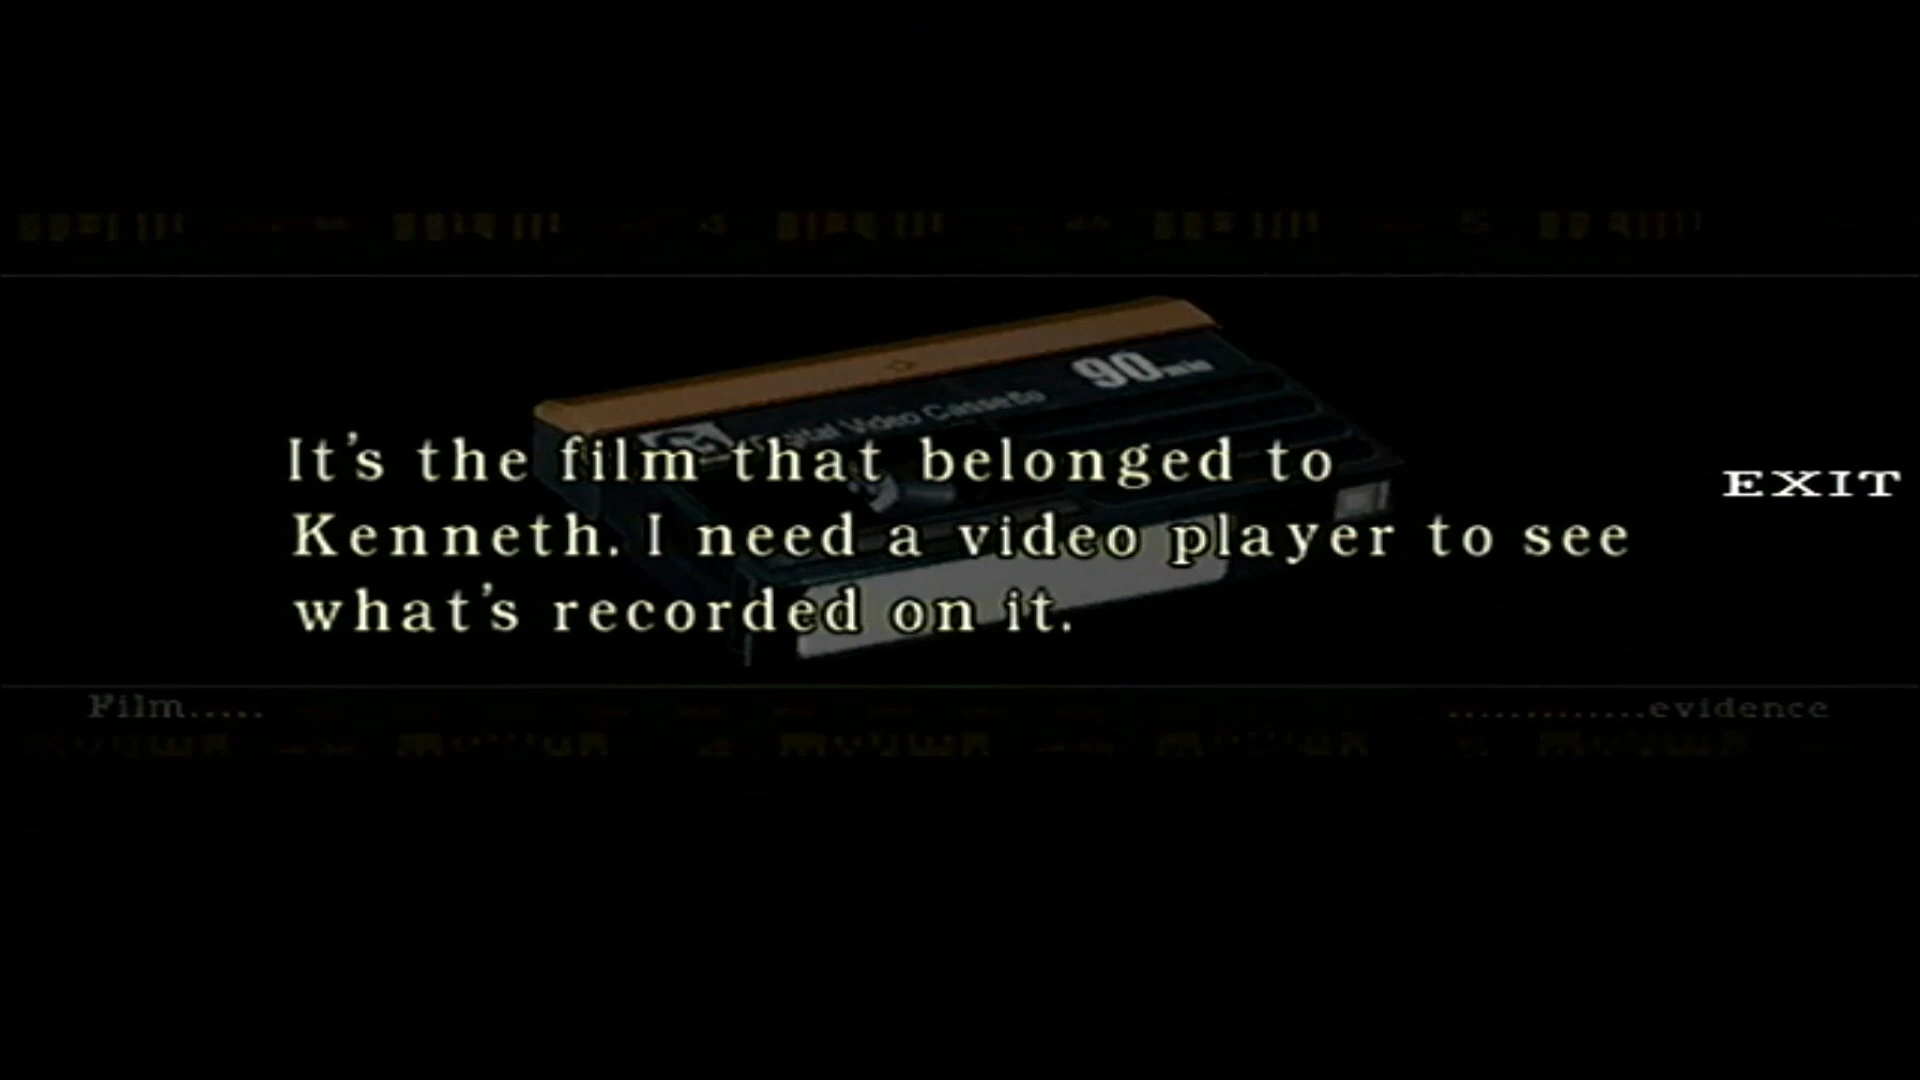 90min
Digital Video Cassette
It's the film that belonged to
Kenneth. I need a video player to see
what's recorded on it.
EXIT
Film.....
.............evidence